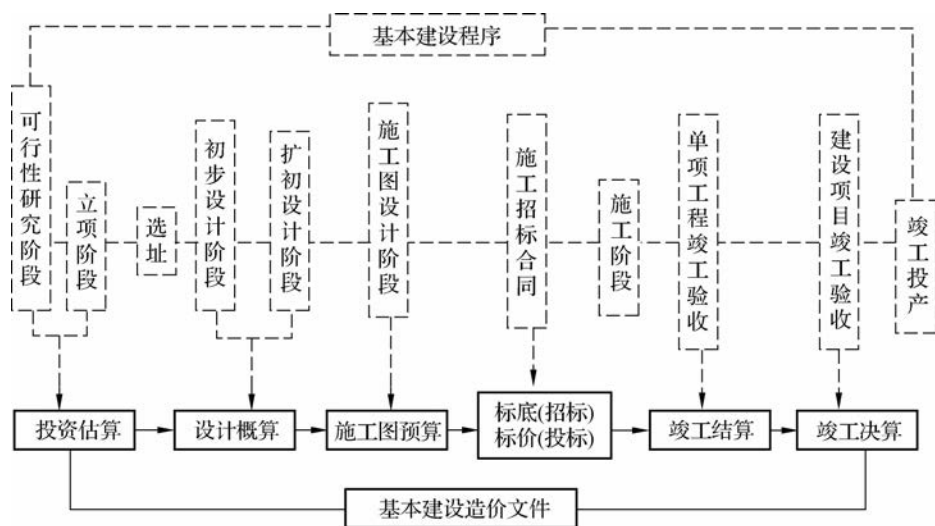 基本建设程序
可行性研究阶段
立项阶段
选址
初步设计阶段
扩初设计阶段
施工图设计阶段
施工招标合同
施工阶段
单项工程竣工验收
建设项目竣工验收
竣工投产
投资估算
设计概算
施工图预算
标底(招标)
标价(投标)
竣工结算
竣工决算
基本建设造价文件